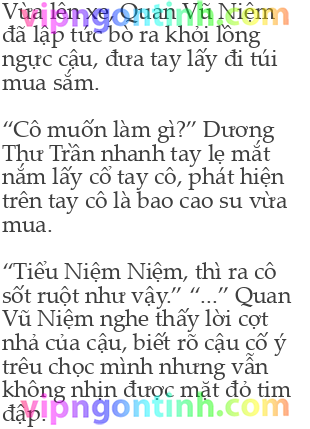 Vừa lên xe, Quan Vũ Niệm
đã lập tức bò ra khỏi lồng
ngực cậu, đưa tay lấy đi túi
mua sắm.
“Cô muốn làm gì?” Dương
Thư Trần nhanh tay lẹ mắt
nắm lấy cổ tay cô, phát hiện
trên tay cô là bao cao su vừa
mua.
“Tiểu Niệm Niệm, thì ra cô
sốt ruột như vậy.” “...” Quan
Vũ Niệm nghe thấy lời cợt
nhả của cậu, biết rõ cậu cố ý
trêu chọc mình nhưng vẫn
không nhịn được mặt đỏ tim
đập.
vipngontinh.com
vipngontinh.com